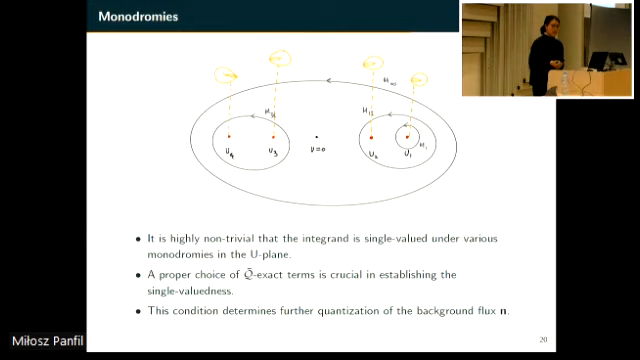 Monodromies
M∞
M34
M12
M1
U4
U3
U=0
U2
U1
• It is highly non-trivial that the integrand is single-valued under various
monodromies in the U-plane.
• A proper choice of Q̄-exact terms is crucial in establishing the
single-valuedness.
• This condition determines further quantization of the background flux n.
Miłosz Panfil
20